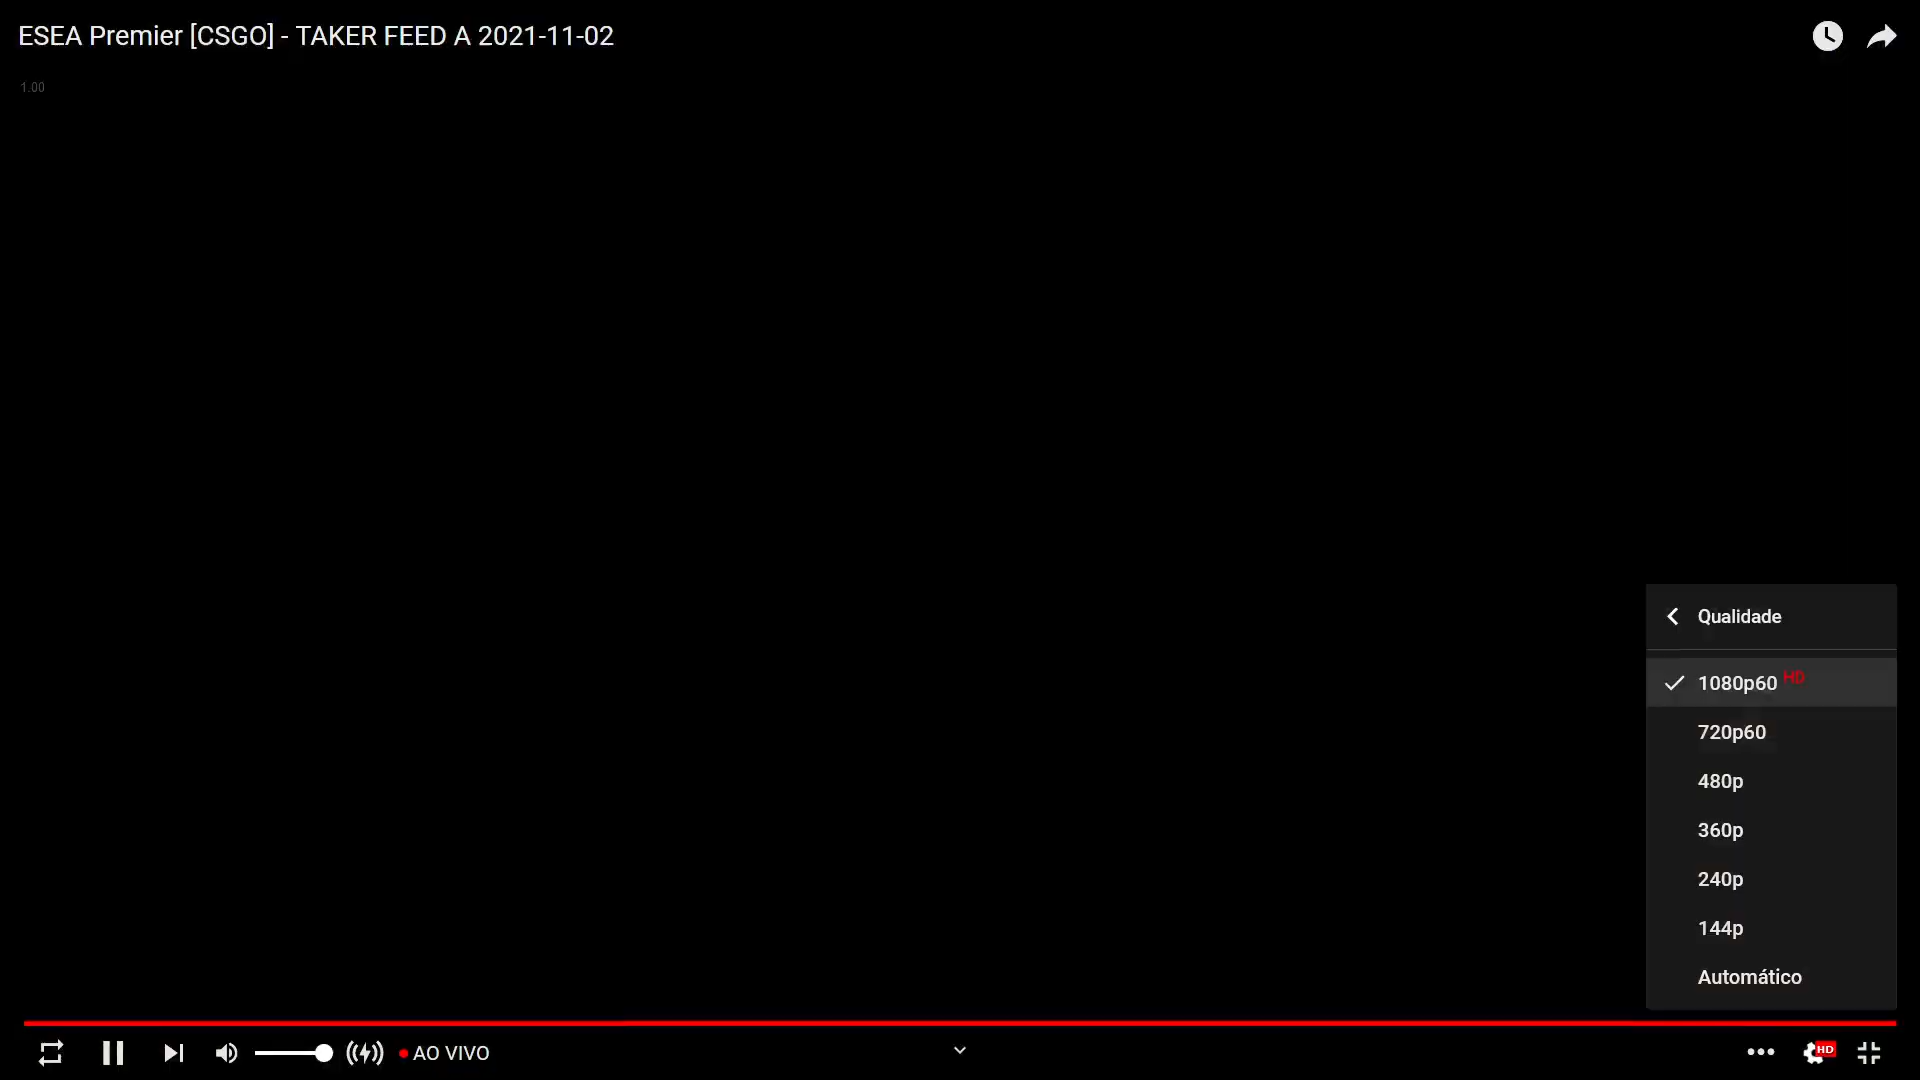 ESEA Premier [CSGO] - TAKER FEED A 2021-11-02
1.00
Qualidade
1080p60 HD
720p60
480p
360p
240p
144p
Automático
AO VIVO
HD